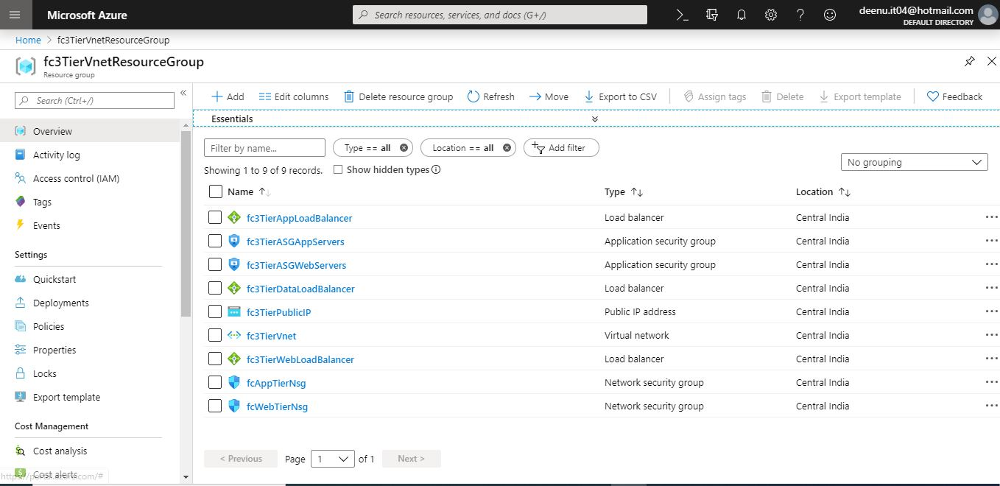 Microsoft Azure
Search resources, services, and docs (G+/)
deenu.it04@hotmail.com
DEFAULT DIRECTORY
Home > fc3TierVnetResourceGroup
fc3TierVnetResourceGroup
Resource group
Search (Ctrl+/)
«
Overview
Activity log
Access control (IAM)
Tags
Events
Settings
Quickstart
Deployments
Policies
Properties
Locks
Export template
Cost Management
Cost analysis
Cost alerts
https://portal.azure.com/#
Add Edit columns Delete resource group Refresh Move Export to CSV Assign tags Delete Export template Feedback
Essentials
Filter by name... Type == all Location == all Add filter
Showing 1 to 9 of 9 records. Show hidden types
No grouping
Name Type Location
fc3TierAppLoadBalancer Load balancer Central India
fc3TierASGAppServers Application security group Central India
fc3TierASGWebServers Application security group Central India
fc3TierDataLoadBalancer Load balancer Central India
fc3TierPublicIP Public IP address Central India
fc3TierVnet Virtual network Central India
fc3TierWebLoadBalancer Load balancer Central India
fcAppTierNsg Network security group Central India
fcWebTierNsg Network security group Central India
< Previous Page 1 of 1 Next >